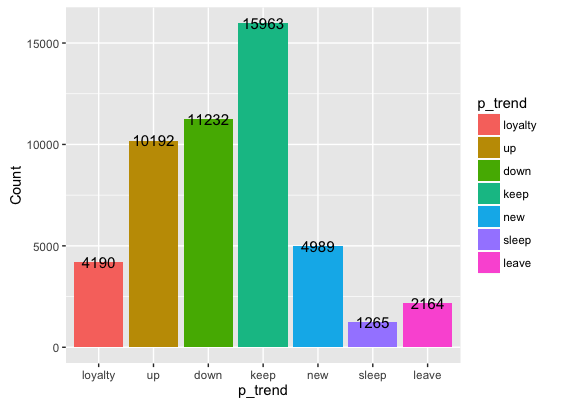 15963
15000
11232
10192
10000
Count
4989
5000
4190
2164
1265
0
loyalty up down keep new sleep leave
p_trend
p_trend
loyalty
up
down
keep
new
sleep
leave